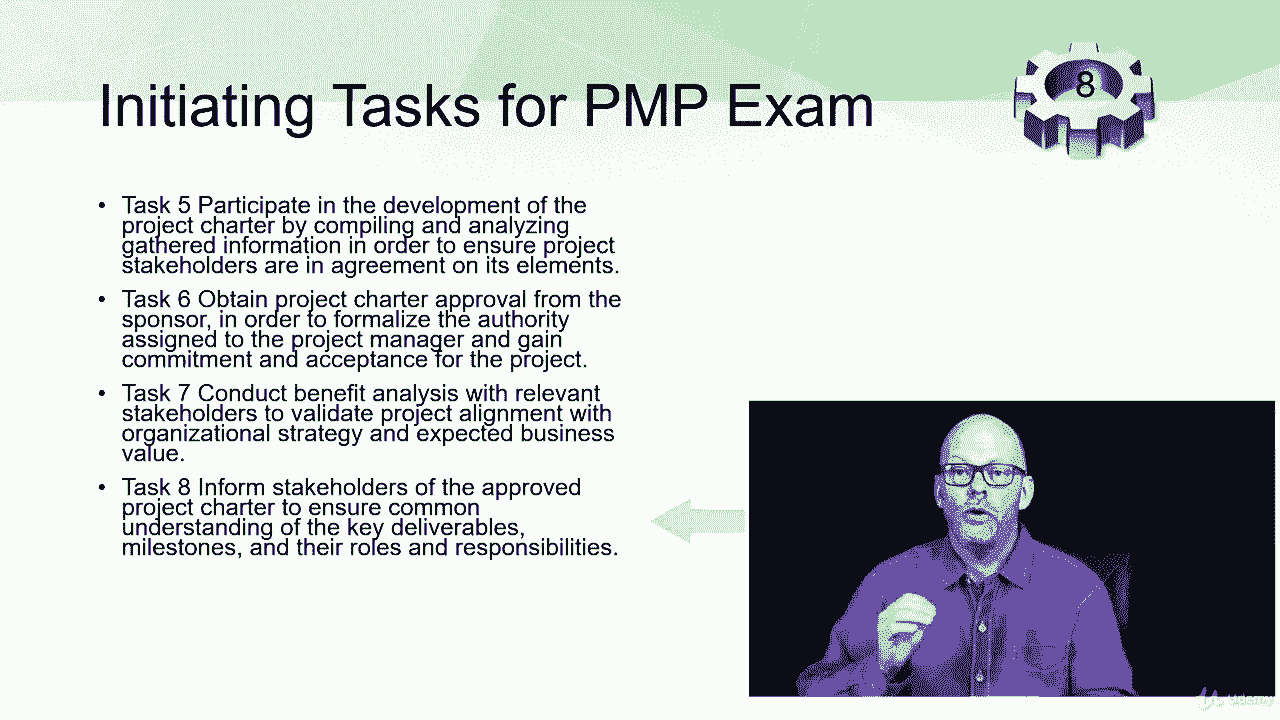 8
Initiating Tasks for PMP Exam
• Task 5 Participate in the development of the
project charter by compiling and analyzing
gathered information in order to ensure project
stakeholders are in agreement on its elements.
• Task 6 Obtain project charter approval from the
sponsor, in order to formalize the authority
assigned to the project manager and gain
commitment and acceptance for the project.
• Task 7 Conduct benefit analysis with relevant
stakeholders to validate project alignment with
organizational strategy and expected business
value.
• Task 8 Inform stakeholders of the approved
project charter to ensure common
understanding of the key deliverables,
milestones, and their roles and responsibilities.
Udemy